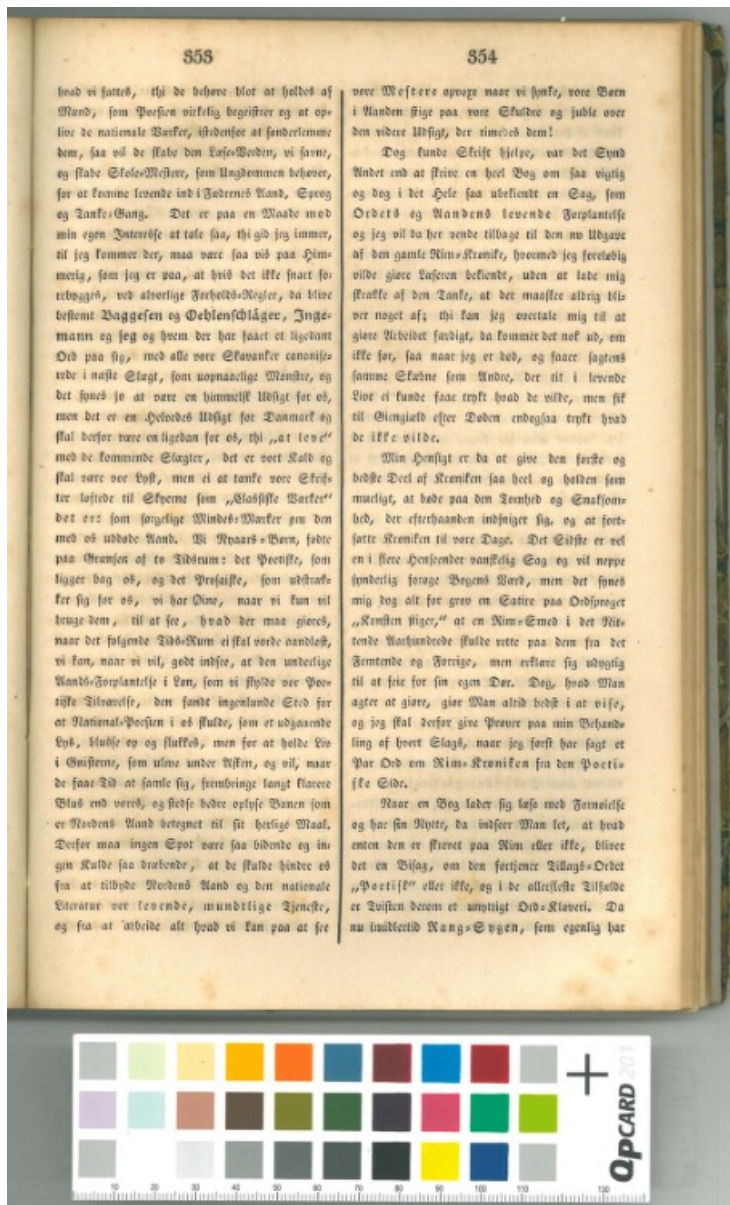 353
hvad vi fattes, thi de behøve blot at holdes af
Mænd, som Poesien virkelig begeistrer og at op-
live de nationale Værker, istedenfor at sønderlemme
dem, saa vil de skabe den Læse-Verden, vi savne,
og skabe Skole-Mestere, som Ungdommen behøver,
for at komme levende ind i Fædrenes Aand, Sprog
og Tanke-Gang. Det er paa en Maade mod
min egen Interesse at tale saa, thi gid jeg immer,
til jeg kommer der, maa være saa vis paa Him-
merig, som jeg er paa, at hvis det ikke snart fo-
rebygges, ved alvorlige Forholds-Regler, da blive
bestemt Baggesen og Oehlenschläger, Inge-
mann og jeg og hvem der har faaet et ligedant
Ord paa sig, med alle vore Skavanker canonise-
rede i næste Slægt, som uopnaaelige Mønstre, og
det synes jo at være en himmelsk Udsigt for os,
men det er en Helvedes Udsigt for Danmark og
skal derfor være en ligedan for os, thi „at leve“
med de kommende Slægter, det er vort Kald og
skal være vor Lyst, men ei at tænke vore Skrif-
ter løftede til Skyerne som „Classiske Værker“
det er: som sørgelige Mindes-Mærker om den
med os uddøde Aand. Vi Nyaars-Børn, fødte
paa Grænsen af to Tidsrum: det Poetiske, som
ligger bag os, og det Prosaiske, som udstræk-
ker sig for os, vi har Øine, naar vi kun vil
bruge dem, til at see, hvad der maa giøres,
naar det følgende Tids-Rum ei skal vorde aandløst,
vi kan, naar vi vil, godt indsee, at den underlige
Aands-Forplantelse i Løn, som vi skylde vor Poe-
tiske Tilværelse, den fandt ingenlunde Sted for
at National-Poesien i os skulde, som et udgaaende
Lys, blusse op og slukkes, men for at holde Liv
i Gnisterne, som ulme under Asken, og vil, naar
de faae Tid at samle sig, frembringe langt klarere
Blus end vores, og stedse bedre oplyse Banen som
er Nordens Aand betegnet til sit herlige Maal.
Derfor maa ingen Spot være saa bidende og in-
gen Kulde saa dræbende, at de skulde hindre os
fra at tilbyde Nordens Aand og den nationale
Literatur vor levende, mundtlige Tjeneste,
og fra at arbeide alt hvad vi kan paa at see
354
vore Mestere opvoxe naar vi synke, vore Børn
i Aanden stige paa vore Skuldre og juble over
den videre Udsigt, der times dem!
Dog kunde Skrift hjelpe, var det Synd
Andet end at skrive en heel Bog om saa vigtig
og dog i det Hele saa ubekiendt en Sag, som
Ordets og Aandens levende Forplantelse
og jeg vil da her vende tilbage til den nu Udgave
af den gamle Rim-Krønike, hvormed jeg foreløbig
vilde giøre Læseren bekiendt, uden at lade mig
skrække af den Tanke, at der maaskee aldrig bli-
ver noget af; thi kan jeg overtale mig til at
giøre Arbeidet færdigt, da kommer det nok ud, om
ikke før, saa naar jeg er død, og faaer sagtens
samme Skæbne som Andre, der tit i levende
Live ei kunde faae trykt hvad de vilde, men fik
til Giengiæld efter Døden endogsaa trykt hvad
de ikke vilde.
Min Hensigt er da at give den første og
bedste Deel af Krøniken saa heel og holden som
mueligt, at bøde paa den Tomhed og Snaksom-
hed, der efterhaanden indsniger sig, og at fort-
sætte Krøniken til vore Dage. Det Sidste er vel
en i flere Henseender vanskelig Sag og vil neppe
synderlig forøge Bogens Værd, men det synes
mig dog alt for grov en Satire paa Ordsproget
„Konsten stiger,“ at en Rim-Smed i det Nit-
tende Aarhundrede skulde rette paa dem fra det
Femtende og Forrige, men erklære sig udygtig
til at feie for sin egen Dør. Dog, hvad Man
agter at giøre, giør Man altid bedst i at vise,
og jeg skal derfor give Prøver paa min Behand-
ling af hvert Slags, naar jeg først har sagt et
Par Ord om Rim-Krøniken fra den Poeti-
ske Side.
Naar en Bog lader sig læse med Fornøielse
og har sin Nytte, da indseer Man let, at hvad
enten den er skrevet paa Rim eller ikke, bliver
det en Bisag, om den fortjener Tillægs-Ordet
„Poetisk“ eller ikke, og i de allerfleste Tilfælde
er Tvisten derom et unyttigt Ord-Kløveri. Da
nu imidlertid Rang-Sygen, som egenlig har
QpCARD 201
10 20 30 40 50 60 70 80 90 100 110 130